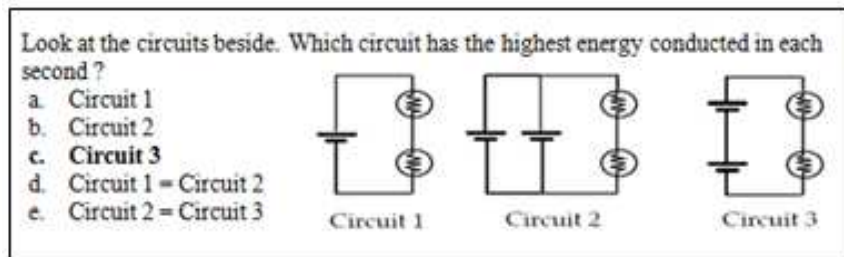 Look at the circuits beside. Which circuit has the highest energy conducted in each
second ?
a. Circuit 1
b. Circuit 2
c. Circuit 3
d. Circuit 1 = Circuit 2
e. Circuit 2 = Circuit 3
Circuit 1
Circuit 2
Circuit 3